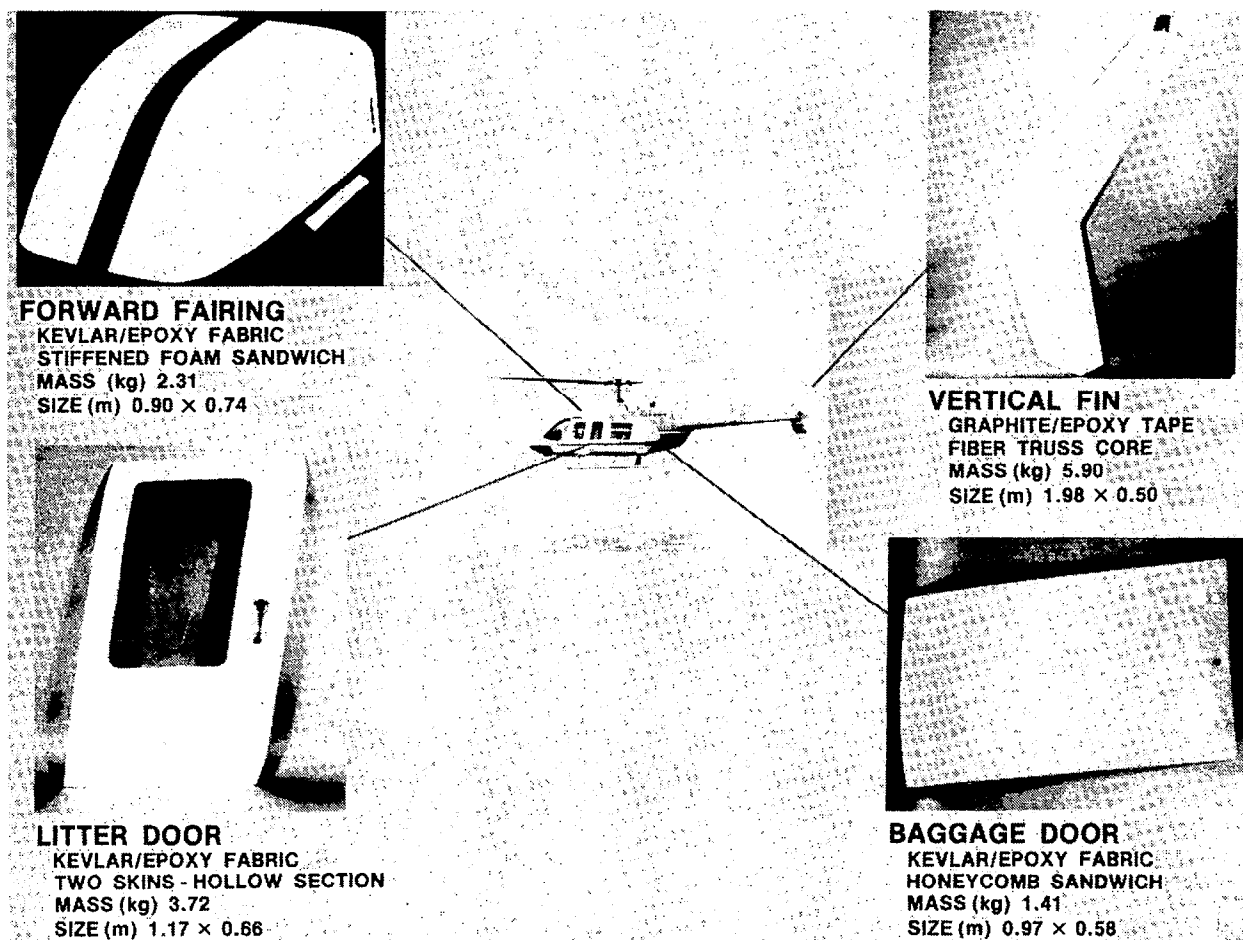 FORWARD FAIRING
KEVLAR/EPOXY FABRIC
STIFFENED FOAM SANDWICH
MASS (kg) 2.31
SIZE (m) 0.90 × 0.74
VERTICAL FIN
GRAPHITE/EPOXY TAPE
FIBER TRUSS CORE
MASS (kg) 5.90
SIZE (m) 1.98 × 0.50
LITTER DOOR
KEVLAR/EPOXY FABRIC
TWO SKINS - HOLLOW SECTION
MASS (kg) 3.72
SIZE (m) 1.17 × 0.66
BAGGAGE DOOR
KEVLAR/EPOXY FABRIC
HONEYCOMB SANDWICH
MASS (kg) 1.41
SIZE (m) 0.97 × 0.58